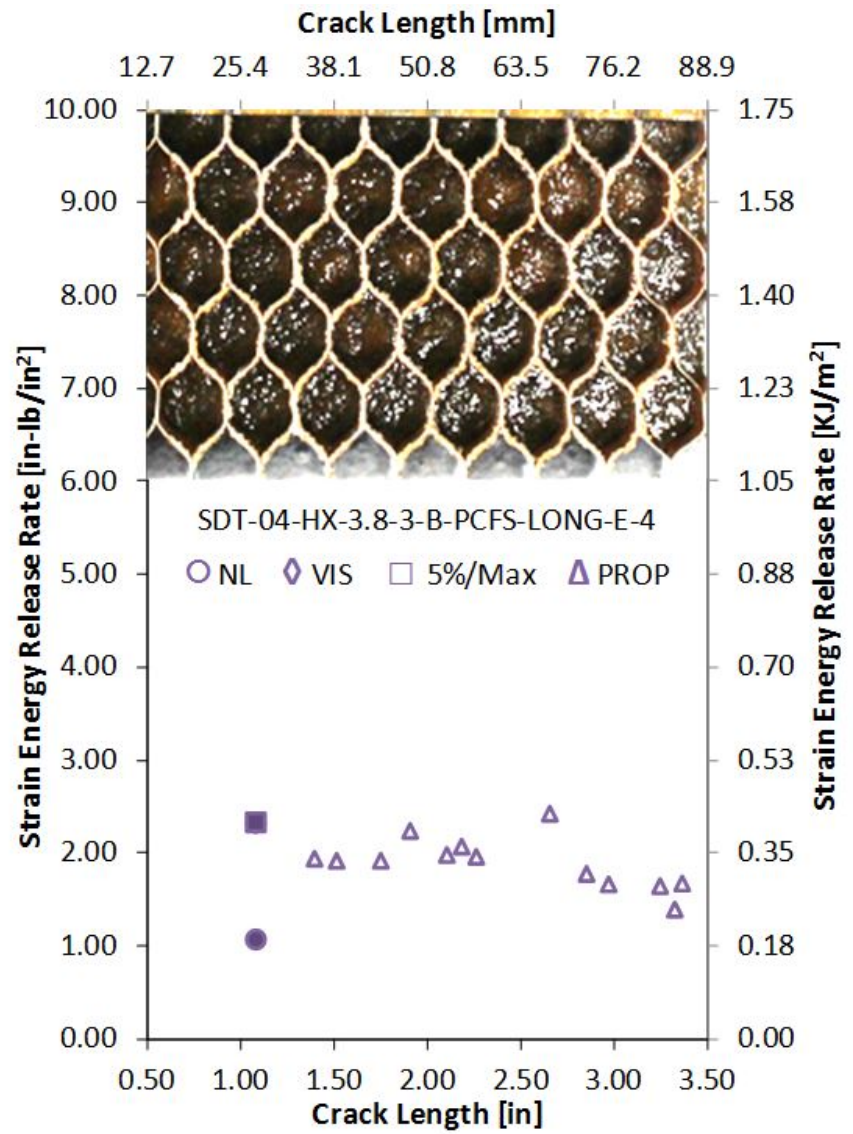 Crack Length [mm]
12.7 25.4 38.1 50.8 63.5 76.2 88.9
10.00 1.75
9.00 1.58
8.00 1.40
7.00 1.23
6.00 1.05
SDT-04-HX-3.8-3-B-PCFS-LONG-E-4
NL VIS 5%/Max PROP
5.00 0.88
4.00 0.70
3.00 0.53
2.00 0.35
1.00 0.18
0.00 0.00
Strain Energy Release Rate [in-lb/in²]
Strain Energy Release Rate [KJ/m²]
0.50 1.00 1.50 2.00 2.50 3.00 3.50
Crack Length [in]